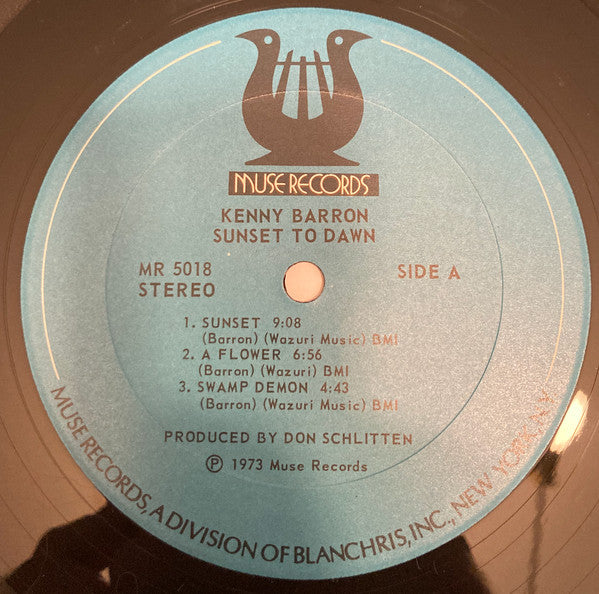 MUSE RECORDS
KENNY BARRON
SUNSET TO DAWN
MR 5018
STEREO
SIDE A
1. SUNSET 9:08
(Barron) (Wazuri Music) BMI
2. A FLOWER 6:56
(Barron) (Wazuri) BMI
3. SWAMP DEMON 4:43
(Barron) (Wazuri Music) BMI
PRODUCED BY DON SCHLITTEN
Ⓟ 1973 Muse Records
MUSE RECORDS, A DIVISION OF BLANCHRIS, INC., NEW YORK, N.Y.